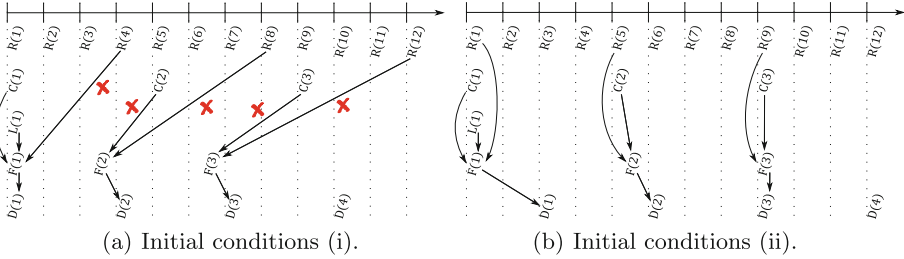 R(1) R(2) R(3) R(4) R(5) R(6) R(7) R(8) R(9) R(10) R(11) R(12)
C(1) C(2) C(3)
L(1)
F(1) F(2) F(3)
D(1) D(2) D(3) D(4)
(a) Initial conditions (i).
R(1) R(2) R(3) R(4) R(5) R(6) R(7) R(8) R(9) R(10) R(11) R(12)
C(1) C(2) C(3)
L(1)
F(1) F(2) F(3)
D(1) D(2) D(3) D(4)
(b) Initial conditions (ii).